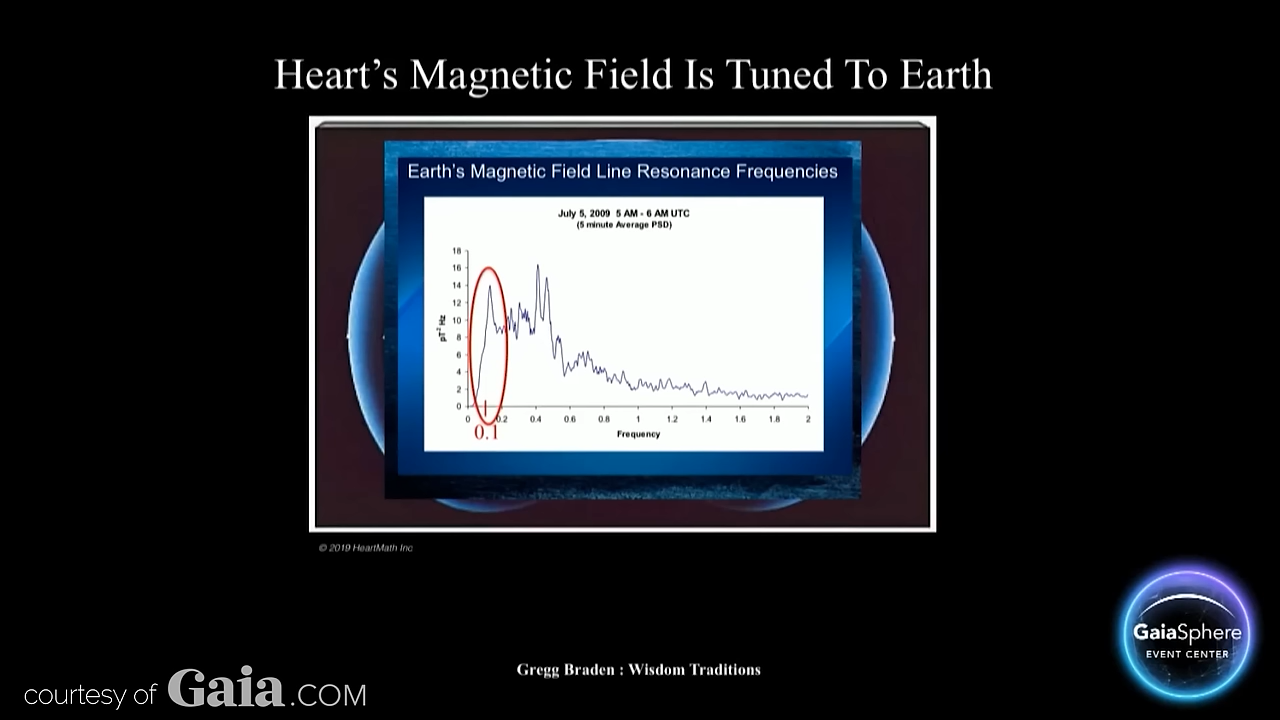 Heart's Magnetic Field Is Tuned To Earth
Earth's Magnetic Field Line Resonance Frequencies
July 5, 2009 5 AM - 6 AM UTC
(5 minute Average PSD)
18
16
14
12
10
8
6
4
2
0
pT² Hz
0 0.2 0.4 0.6 0.8 1 1.2 1.4 1.6 1.8 2
0.1
Frequency
© 2019 HeartMath Inc
GaiaSphere
EVENT CENTER
Gregg Braden : Wisdom Traditions
courtesy of Gaia.COM